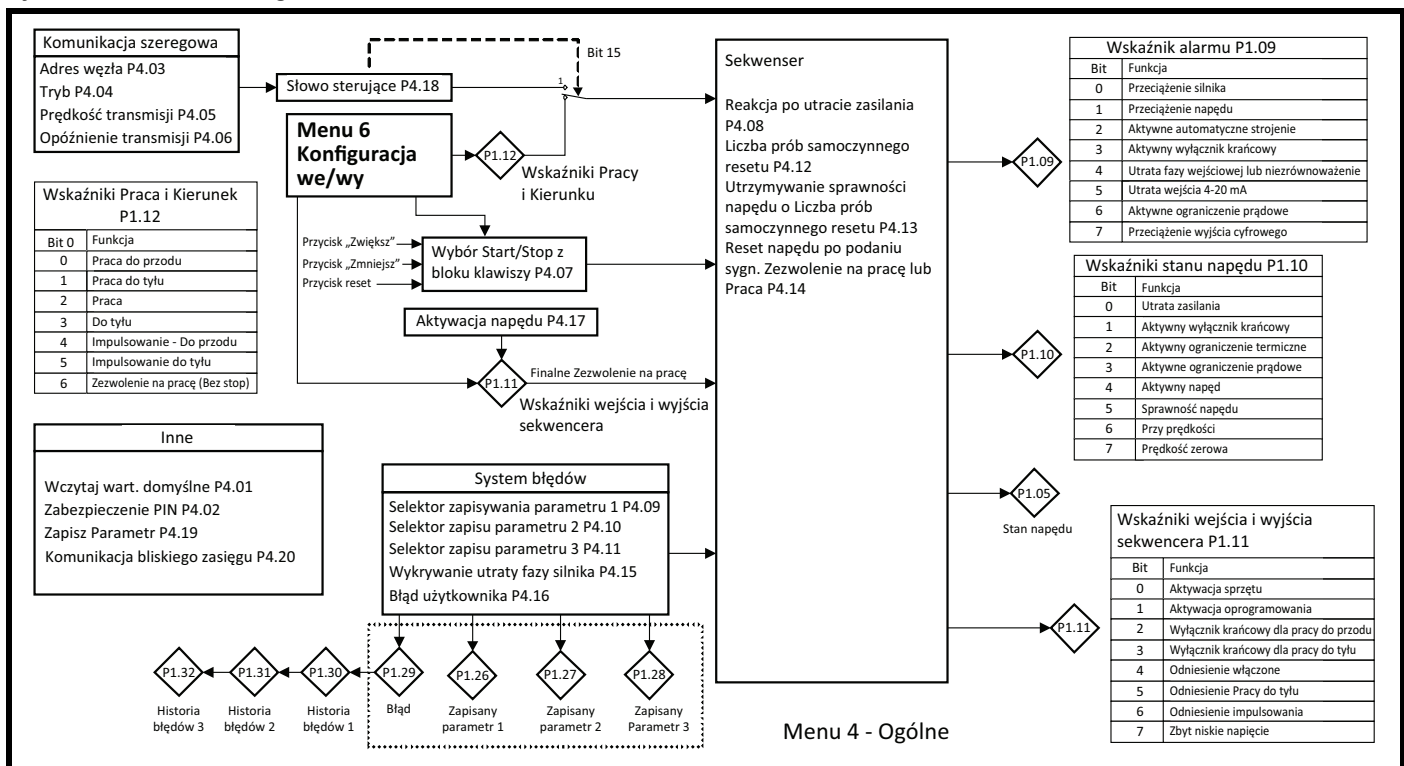 Komunikacja szeregowa
Adres węzła P4.03
Tryb P4.04
Prędkość transmisji P4.05
Opóźnienie transmisji P4.06
Słowo sterujące P4.18
Bit 15
1
Menu 6
Konfiguracja
we/wy
P1.12
Wskaźniki Pracy
i Kierunku
Przycisk „Zwiększ”
Przycisk „Zmniejsz”
Przycisk reset
Wybór Start/Stop z
bloku klawiszy P4.07
Aktywacja napędu P4.17
P1.11
Finalne Zezwolenie na pracę
Wskaźniki wejścia i wyjścia
sekwencera
Wskaźniki Praca i Kierunek
P1.12
Bit 0 Funkcja
0 Praca do przodu
1 Praca do tyłu
2 Praca
3 Do tyłu
4 Impulsowanie - Do przodu
5 Impulsowanie do tyłu
6 Zezwolenie na pracę (Bez stop)
Inne
Wczytaj wart. domyślne P4.01
Zabezpieczenie PIN P4.02
Zapisz Parametr P4.19
Komunikacja bliskiego zasięgu P4.20
System błędów
Selektor zapisywania parametru 1 P4.09
Selektor zapisu parametru 2 P4.10
Selektor zapisu parametru 3 P4.11
Wykrywanie utraty fazy silnika P4.15
Błąd użytkownika P4.16
P1.32
P1.31
P1.30
P1.29
P1.26
P1.27
P1.28
Historia
błędów 3
Historia
błędów 2
Historia
błędów 1
Błąd
Zapisany
parametr 1
Zapisany
parametr 2
Zapisany
Parametr 3
Sekwenser
Reakcja po utracie zasilania
P4.08
Liczba prób samoczynnego
resetu P4.12
Utrzymywanie sprawności
napędu o Liczba prób
samoczynnego resetu P4.13
Reset napędu po podaniu
sygn. Zezwolenie na pracę lub
Praca P4.14
P1.09
P1.10
P1.05
Stan napędu
P1.11
Wskaźnik alarmu P1.09
Bit Funkcja
0 Przeciążenie silnika
1 Przeciążenie napędu
2 Aktywne automatyczne strojenie
3 Aktywny wyłącznik krańcowy
4 Utrata fazy wejściowej lub niezrównoważenie
5 Utrata wejścia 4-20 mA
6 Aktywne ograniczenie prądowe
7 Przeciążenie wyjścia cyfrowego
Wskaźniki stanu napędu P1.10
Bit Funkcja
0 Utrata zasilania
1 Aktywny wyłącznik krańcowy
2 Aktywny ograniczenie termiczne
3 Aktywne ograniczenie prądowe
4 Aktywny napęd
5 Sprawność napędu
6 Przy prędkości
7 Prędkość zerowa
Wskaźniki wejścia i wyjścia
sekwencera P1.11
Bit Funkcja
0 Aktywacja sprzętu
1 Aktywacja oprogramowania
2 Wyłącznik krańcowy dla pracy do przodu
3 Wyłącznik krańcowy dla pracy do tyłu
4 Odniesienie włączone
5 Odniesienie Pracy do tyłu
6 Odniesienie impulsowania
7 Zbyt niskie napięcie
Menu 4 - Ogólne